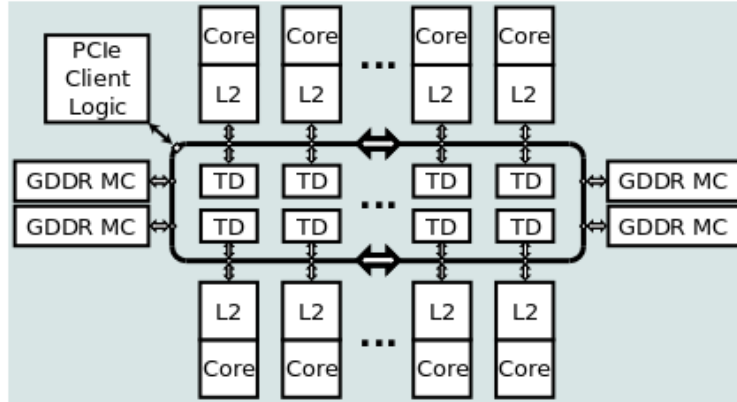 Core Core ... Core Core
PCIe
Client
Logic
L2 L2 L2 L2
GDDR MC TD TD ... TD TD GDDR MC
GDDR MC TD TD TD TD GDDR MC
L2 L2 ... L2 L2
Core Core Core Core